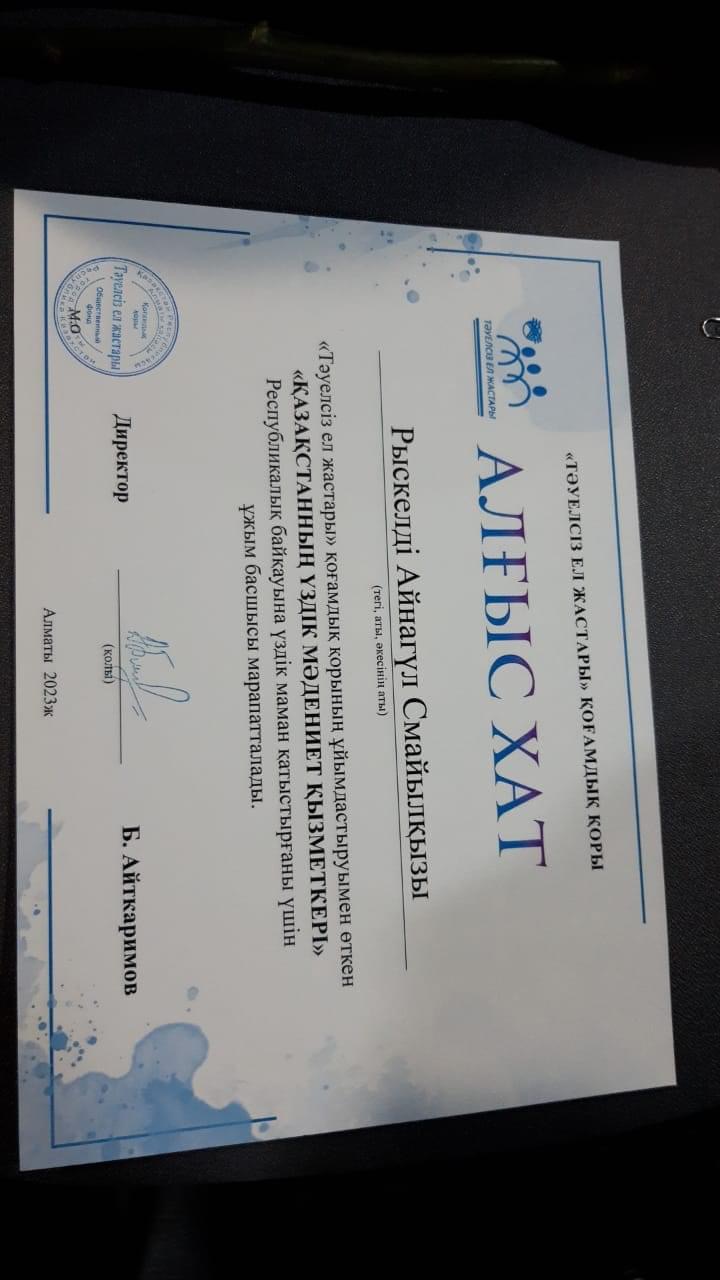 «ТӘУЕЛСІЗ ЕЛ ЖАСТАРЫ» ҚОҒАМДЫҚ ҚОРЫ
ТӘУЕЛСІЗ ЕЛ ЖАСТАРЫ
АЛҒЫС ХАТ
Рыскелді Айнагүл Смайылқызы
(тегі, аты, әкесінің аты)
«Тәуелсіз ел жастары» қоғамдық қорының ұйымдастыруымен өткен
«ҚАЗАҚСТАННЫҢ ҮЗДІК МӘДЕНИЕТ ҚЫЗМЕТКЕРІ»
Республикалық байқауына үздік маман қатыстырғаны үшін
ұжым басшысы марапатталады.
Қоғамдық
қоры
Тәуелсіз ел жастары
Общественный
фонд
М.О
Директор
(қолы)
Б. Айткаримов
Алматы 2023ж